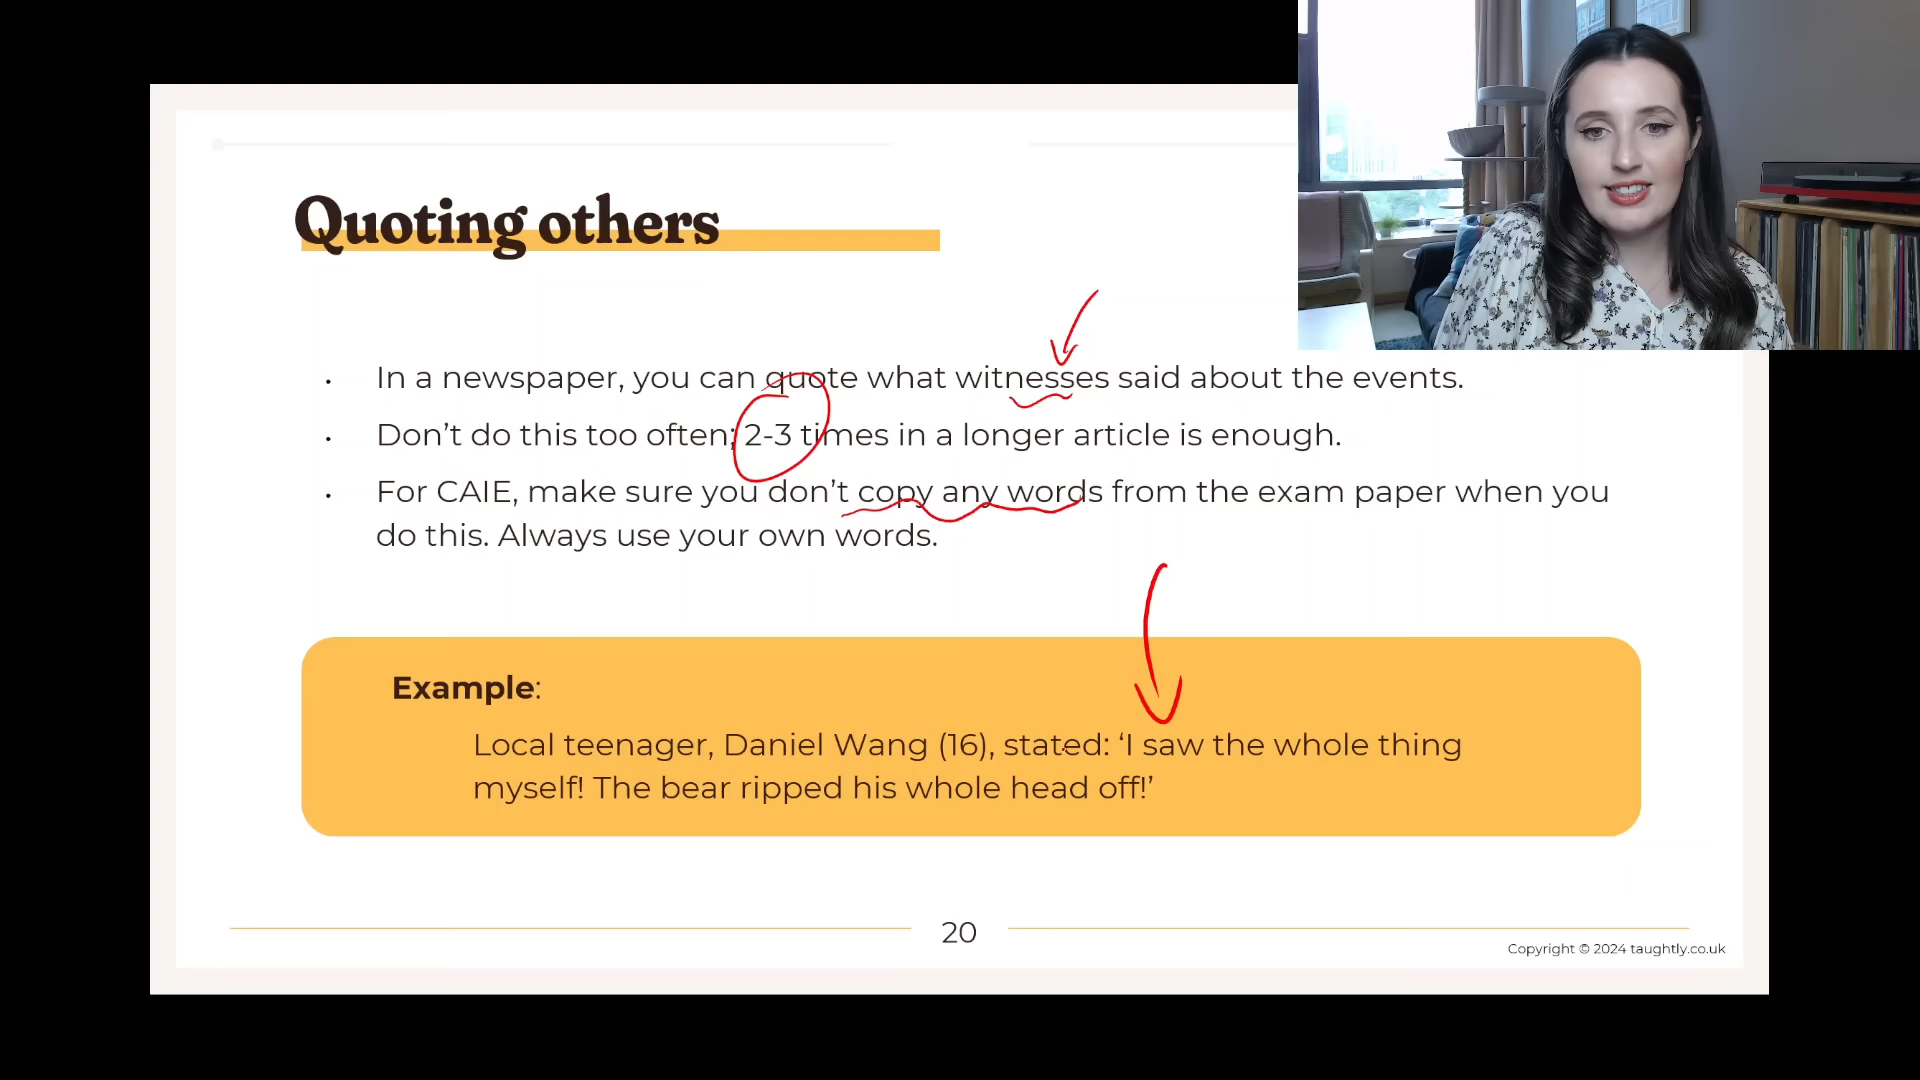 Quoting others
• In a newspaper, you can quote what witnesses said about the events.
• Don’t do this too often; 2-3 times in a longer article is enough.
• For CAIE, make sure you don’t copy any words from the exam paper when you
do this. Always use your own words.
Example:
Local teenager, Daniel Wang (16), stated: ‘I saw the whole thing
myself! The bear ripped his whole head off!’
20
Copyright © 2024 taughtly.co.uk